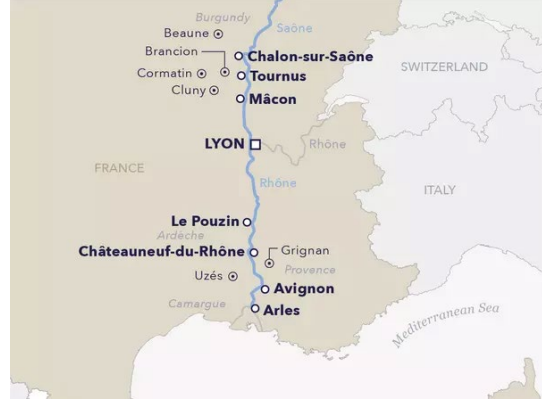 Burgundy
Saône
Beaune
Brancion
Chalon-sur-Saône
SWITZERLAND
Cormatin
Tournus
Cluny
Mâcon
LYON
Rhône
FRANCE
Rhône
ITALY
Le Pouzin
Ardèche
Châteauneuf-du-Rhône
Grignan
Provence
Uzés
Avignon
Camargue
Arles
Mediterranean Sea